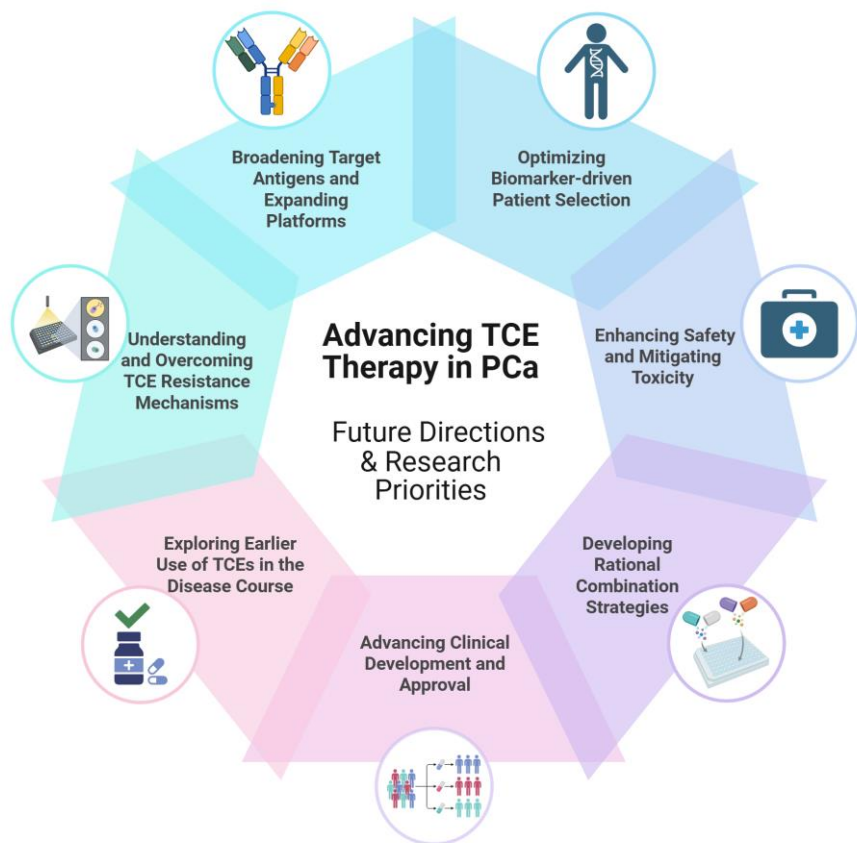 Broadening Target
Antigens and
Expanding
Platforms
Optimizing
Biomarker-driven
Patient Selection
Understanding
and Overcoming
TCE Resistance
Mechanisms
Advancing TCE
Therapy in PCa
Future Directions
& Research
Priorities
Enhancing Safety
and Mitigating
Toxicity
Exploring Earlier
Use of TCEs in the
Disease Course
Advancing Clinical
Development and
Approval
Developing
Rational
Combination
Strategies